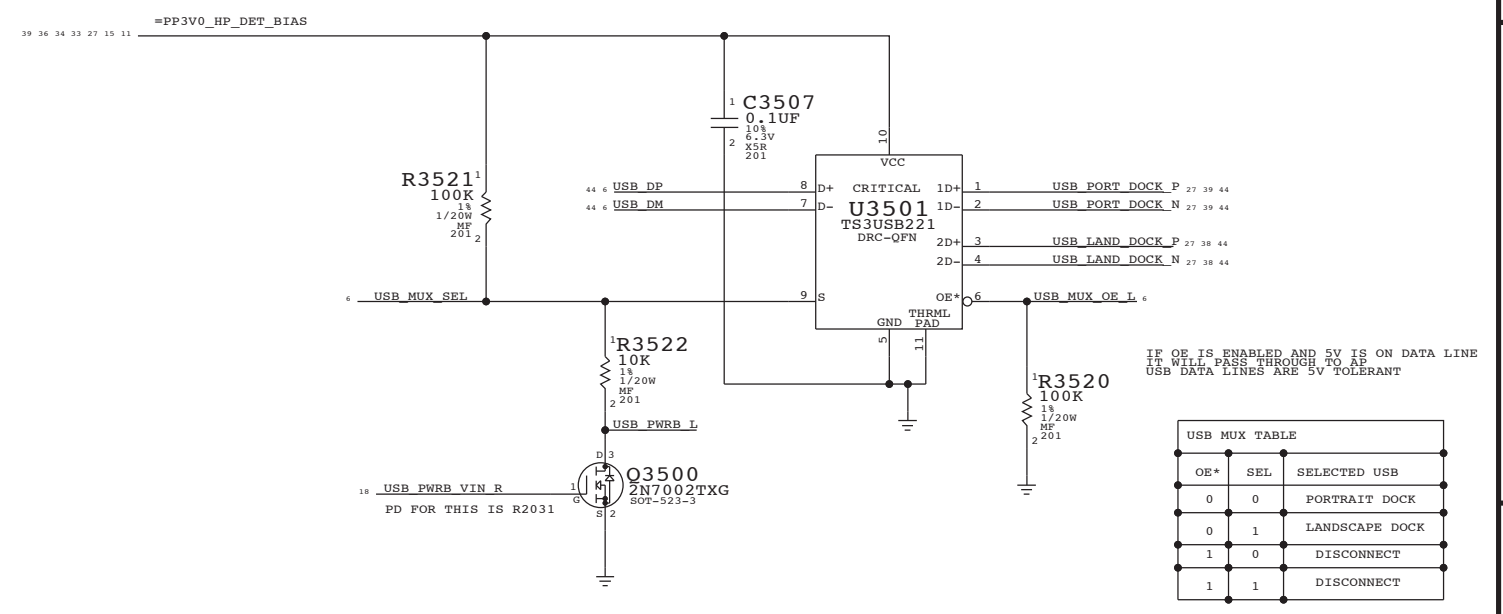 =PP3V0_HP_DET_BIAS
39 36 34 33 27 15 11
1 C3507
0.1UF
10%
6.3V
2 X5R
201
10
VCC
R3521 1
100K
1%
1/20W
MF
201 2
44 6 USB_DP 8 D+ CRITICAL 1D+ 1 USB_PORT_DOCK_P 27 39 44
44 6 USB_DM 7 D- U3501 1D- 2 USB_PORT_DOCK_N 27 39 44
TS3USB221
DRC-QFN
2D+ 3 USB_LAND_DOCK_P 27 38 44
2D- 4 USB_LAND_DOCK_N 27 38 44
6 USB_MUX_SEL 9 S OE* 6 USB_MUX_OE_L 6
GND THRML PAD
5 11
1 R3522
10K
1%
1/20W
MF
2 201
USB_PWRB_L
1 R3520
100K
1%
1/20W
MF
2 201
IF OE IS ENABLED AND 5V IS ON DATA LINE
IT WILL PASS THROUGH TO AP
USB DATA LINES ARE 5V TOLERANT
D 3
Q3500
2N7002TXG
SOT-523-3
18 USB_PWRB_VIN_R 1
G
S 2
PD FOR THIS IS R2031
USB MUX TABLE
OE* SEL SELECTED USB
0 0 PORTRAIT DOCK
0 1 LANDSCAPE DOCK
1 0 DISCONNECT
1 1 DISCONNECT